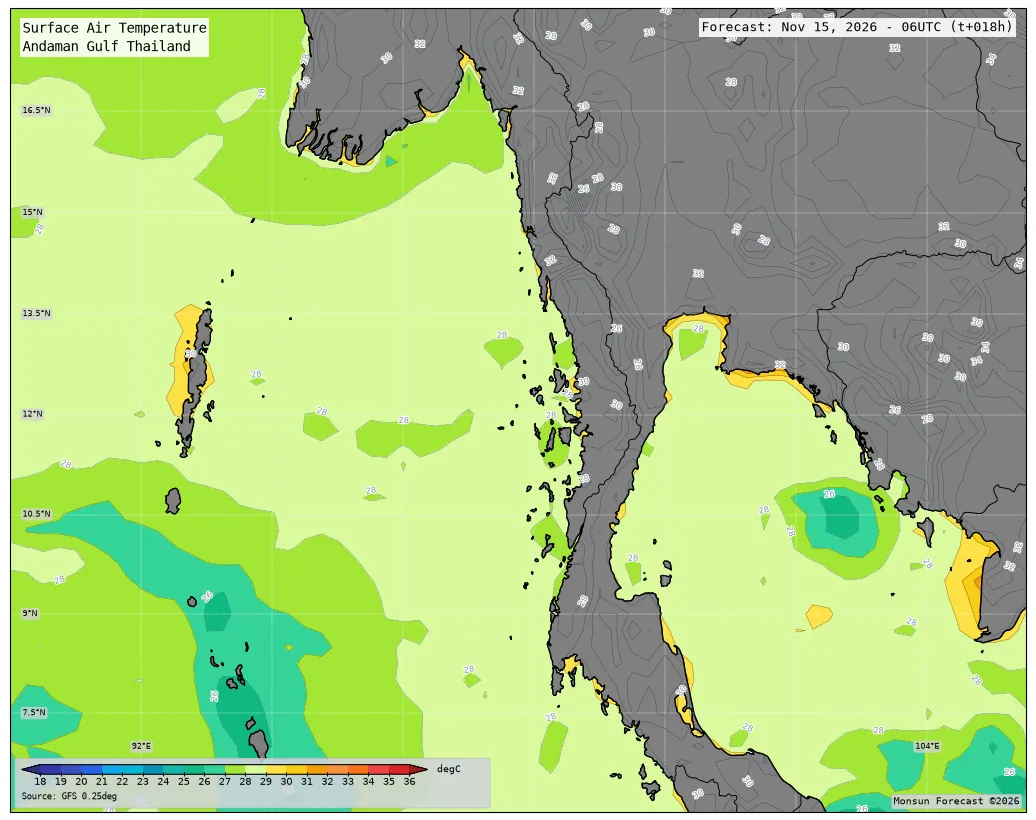 Surface Air Temperature
Andaman Gulf Thailand
Forecast: Nov 15, 2026 - 06UTC (t+018h)
16.5°N
15°N
13.5°N
12°N
10.5°N
9°N
7.5°N
92°E
104°E
18 19 20 21 22 23 24 25 26 27 28 29 30 31 32 33 34 35 36
degC
Source: GFS 0.25deg
Monsun Forecast ©2026